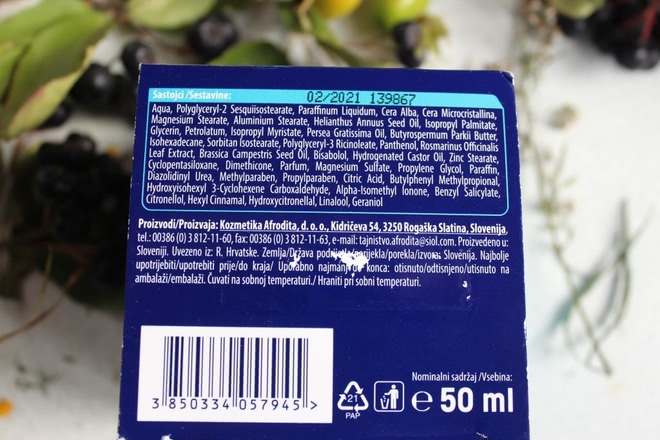 Sastojci /Sestavine:
02/2021 139867
Aqua, Polyglyceryl-2 Sesquiisostearate, Paraffinum Liquidum, Cera Alba, Cera Microcristallina,
Magnesium Stearate, Aluminium Stearate, Helianthus Annuus Seed Oil, Isopropyl Palmitate,
Glycerin, Petrolatum, Isopropyl Myristate, Persea Gratissima Oil, Butyrospermum Parkii Butter,
Isohexadecane, Sorbitan Isostearate, Polyglyceryl-3 Ricinoleate, Panthenol, Rosmarinus Officinalis
Leaf Extract, Brassica Campestris Seed Oil, Bisabolol, Hydrogenated Castor Oil, Zinc Stearate,
Cyclopentasiloxane, Dimethicone, Parfum, Magnesium Sulfate, Propylene Glycol, Paraffin,
Diazolidinyl Urea, Methylparaben, Propylparaben, Citric Acid, Butylphenyl Methylpropional,
Hydroxyisohexyl 3-Cyclohexene Carboxaldehyde, Alpha-Isomethyl Ionone, Benzyl Salicylate,
Citronellol, Hexyl Cinnamal, Hydroxycitronellal, Linalool, Geraniol
Proizvodi/Proizvaja: Kozmetika Afrodita, d. o. o., Kidričeva 54, 3250 Rogaška Slatina, Slovenija,
tel.: 00386 (0) 3 812-11-60, fax: 00386 (0) 3 812-11-63, e-mail: tajnistvo.afrodita@siol.com. Proizvedeno u:
Sloveniji. Uvezeno iz: R. Hrvatske. Zemlja/Država podrijetla/porijekla/porekla/izvora: Slovenija. Najbolje
upotrijebiti/upotrebiti prije/do kraja/ Uporabno najmanj do konca: otisnuto/odtisnjeno/utisnuto na
ambalaži/embalaži. Čuvati na sobnoj temperaturi./ Hraniti pri sobni temperaturi.
3 850334 057945 >
21
PAP
Nominalni sadržaj /Vsebina:
e 50 ml